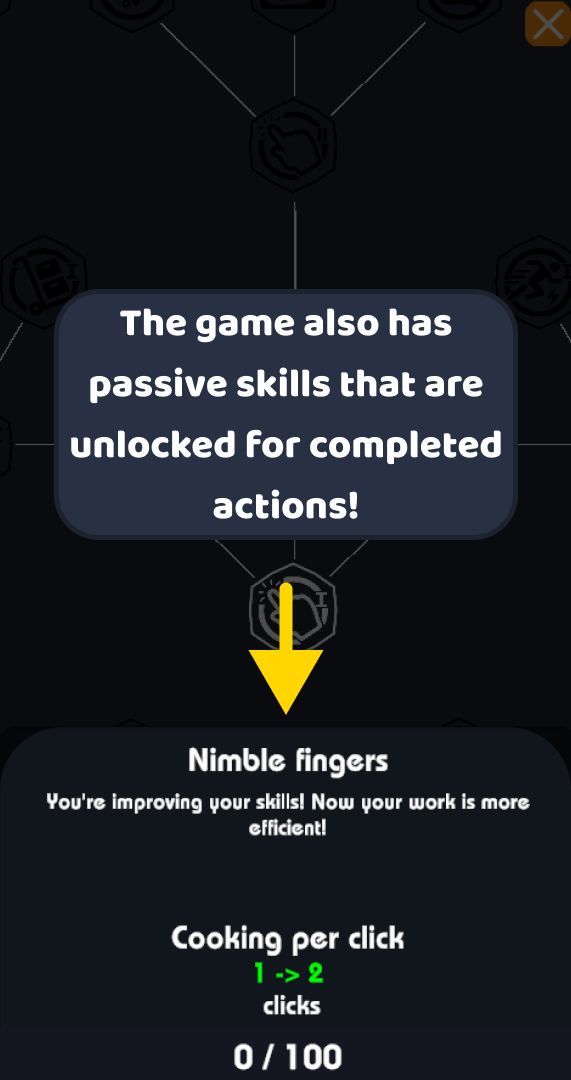 The game also has
passive skills that are
unlocked for completed
actions!
Nimble fingers
You're improving your skills! Now your work is more
efficient!
Cooking per click
1 -> 2
clicks
0 / 100